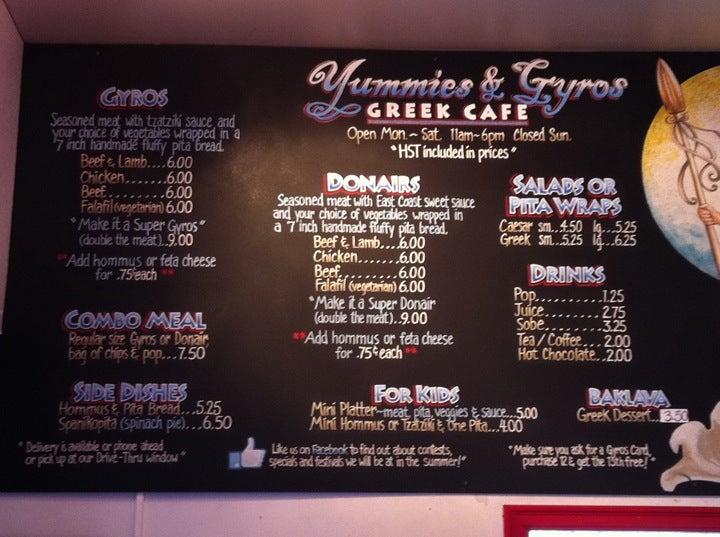 Yummies & Gyros
GREEK CAFE
Open Mon.~ Sat. 11am~6pm Closed Sun.
"HST included in prices"
GYROS
Seasoned meat with tzatziki sauce and
your choice of vegetables wrapped in a
7 inch handmade fluffy pita bread.
Beef & Lamb....6.00
Chicken.......6.00
Beef..........6.00
Falafil (vegetarian) 6.00
"Make it a Super Gyros"
(double the meat)..9.00
**Add hommus or feta cheese
for .75¢each **
COMBO MEAL
Regular Size Gyros or Donair,
bag of chips & pop...7.50
SIDE DISHES
Hommus & Pita Bread...5.25
Spanikopita (spinach pie)...6.50
"Delivery is available or phone ahead
or pick up at our Drive-Thru window"
DONAIRS
Seasoned meat with East Coast sweet sauce
and your choice of vegetables wrapped in
a 7 inch handmade fluffy pita bread.
Beef & Lamb....6.00
Chicken.......6.00
Beef..........6.00
Falafil (vegetarian) 6.00
"Make it a Super Donair
(double the meat)...9.00
**Add hommus or feta cheese
for .75¢each **
FOR KIDS
Mini Platter~meat, pita, veggies & sauce...5.00
Mini Hommus or Tzatziki & One Pita...4.00
Like us on Facebook to find out about contests,
specials and festivals we will be at in the summer!"
SALADS OR
PITA WRAPS
Caesar sm...4.50 lg...5.25
Greek sm...5.25 lg...6.25
DRINKS
Pop..........1.25
Juice........2.75
Sobe.........3.25
Tea / Coffee....2.00
Hot Chocolate..2.00
BAKLAVA
Greek Dessert...3.50
"Make sure you ask for a Gyros Card,
purchase 12 & get the 13th free!"